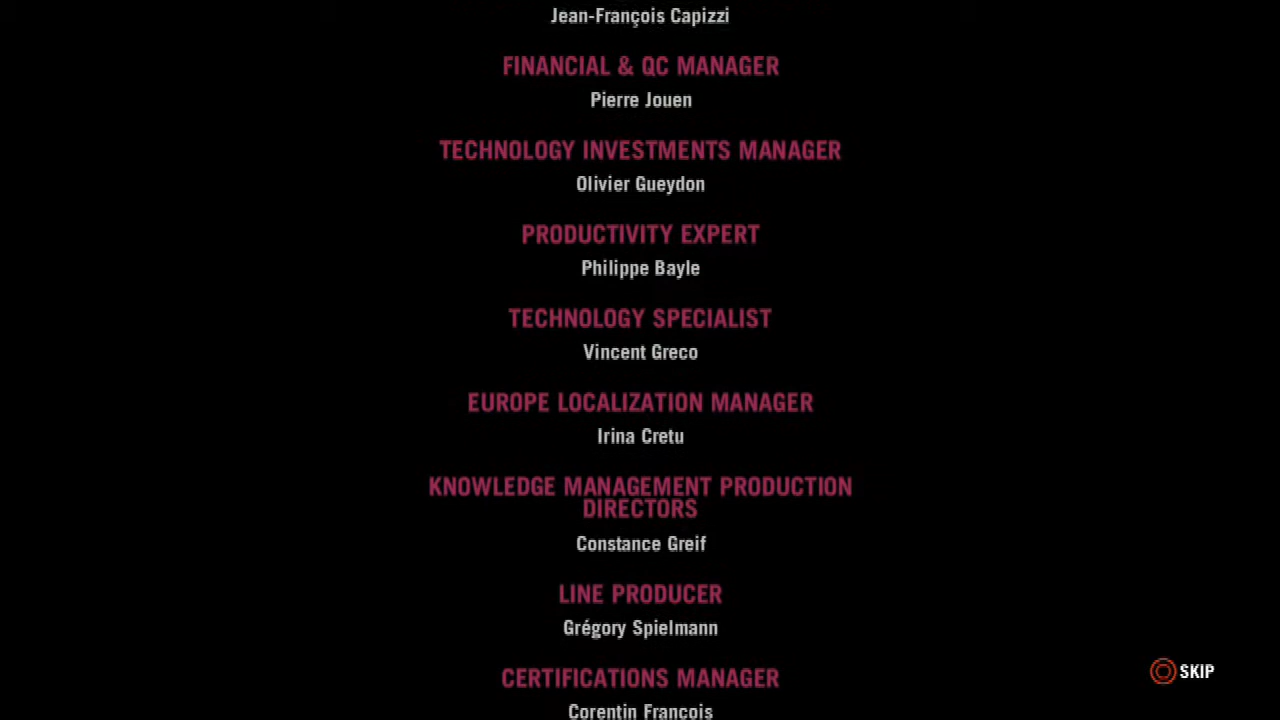 Jean-François Capizzi
FINANCIAL & QC MANAGER
Pierre Jouen
TECHNOLOGY INVESTMENTS MANAGER
Olivier Gueydon
PRODUCTIVITY EXPERT
Philippe Bayle
TECHNOLOGY SPECIALIST
Vincent Greco
EUROPE LOCALIZATION MANAGER
Irina Cretu
KNOWLEDGE MANAGEMENT PRODUCTION
DIRECTORS
Constance Greif
LINE PRODUCER
Grégory Spielmann
SKIP
CERTIFICATIONS MANAGER
Corentin François